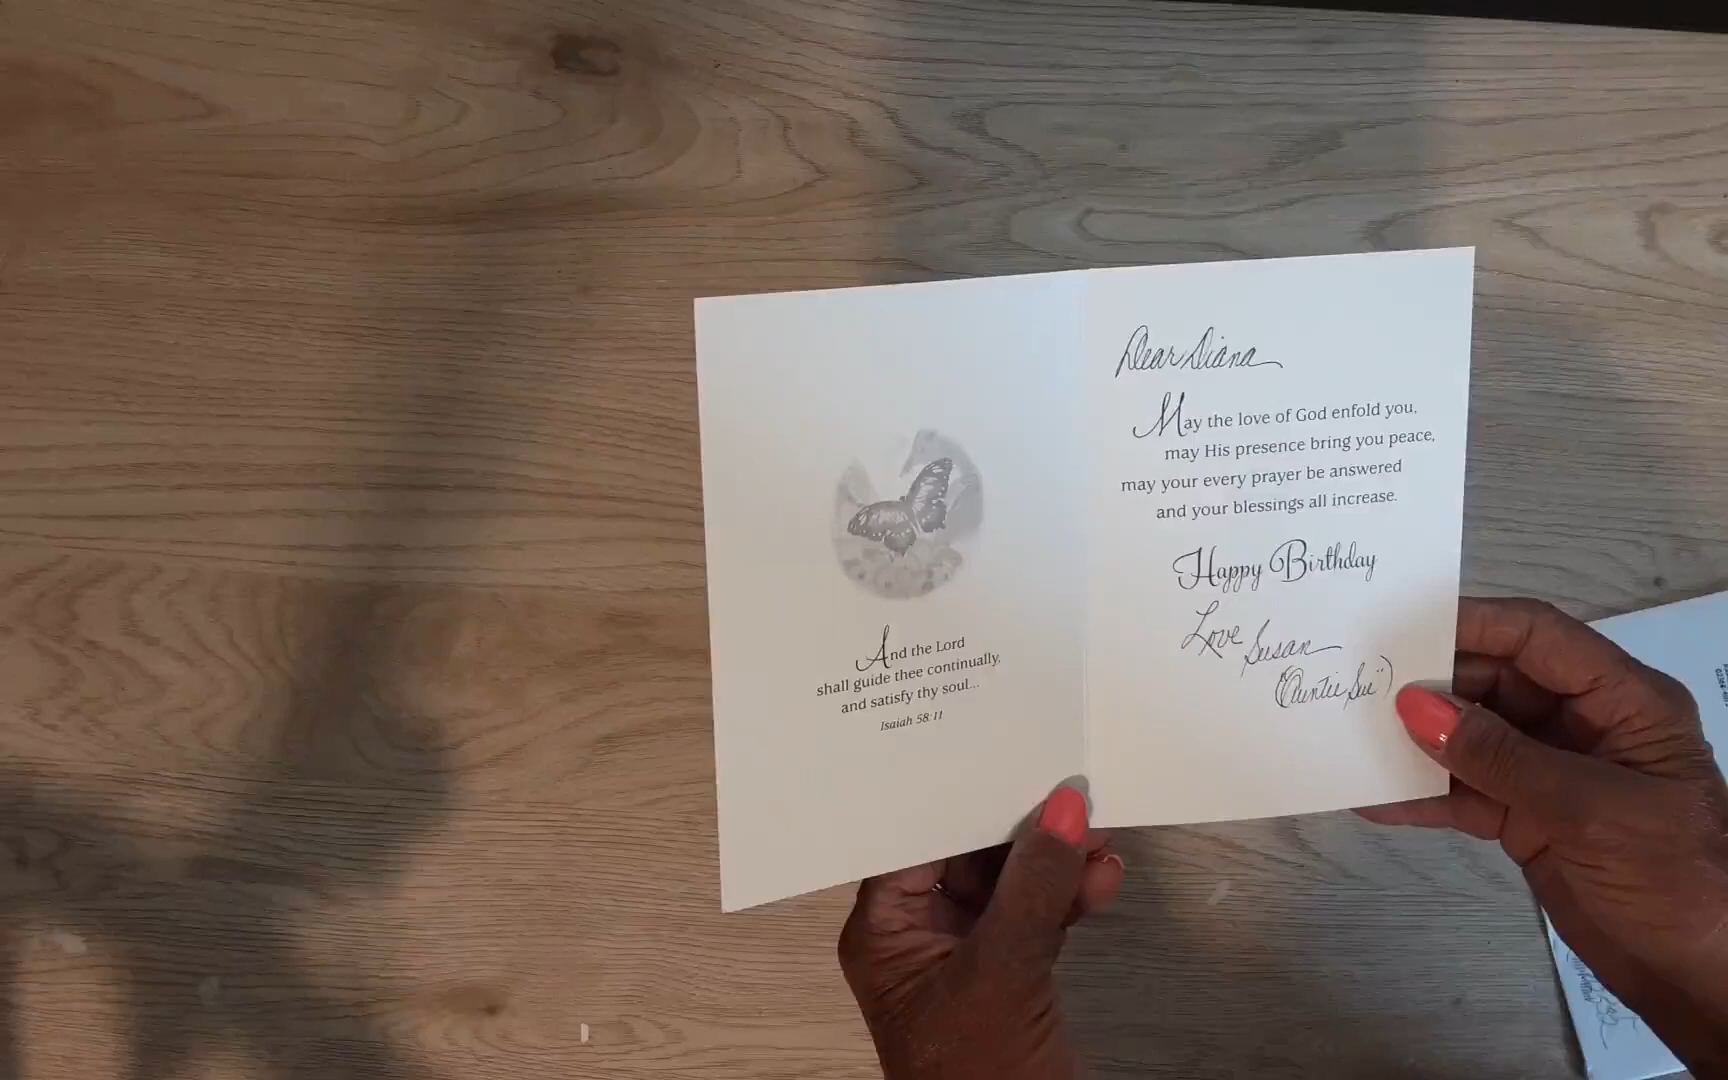 And the Lord
shall guide thee continually,
and satisfy thy soul...
Isaiah 58:11
Dear Diana
May the love of God enfold you,
may His presence bring you peace,
may your every prayer be answered
and your blessings all increase.
Happy Birthday
Love Susan
("Auntie Sue")